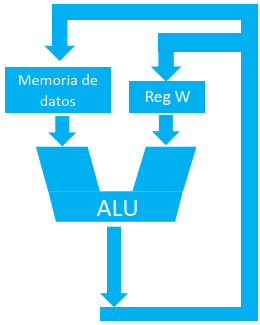 Memoria de
datos
Reg W
ALU